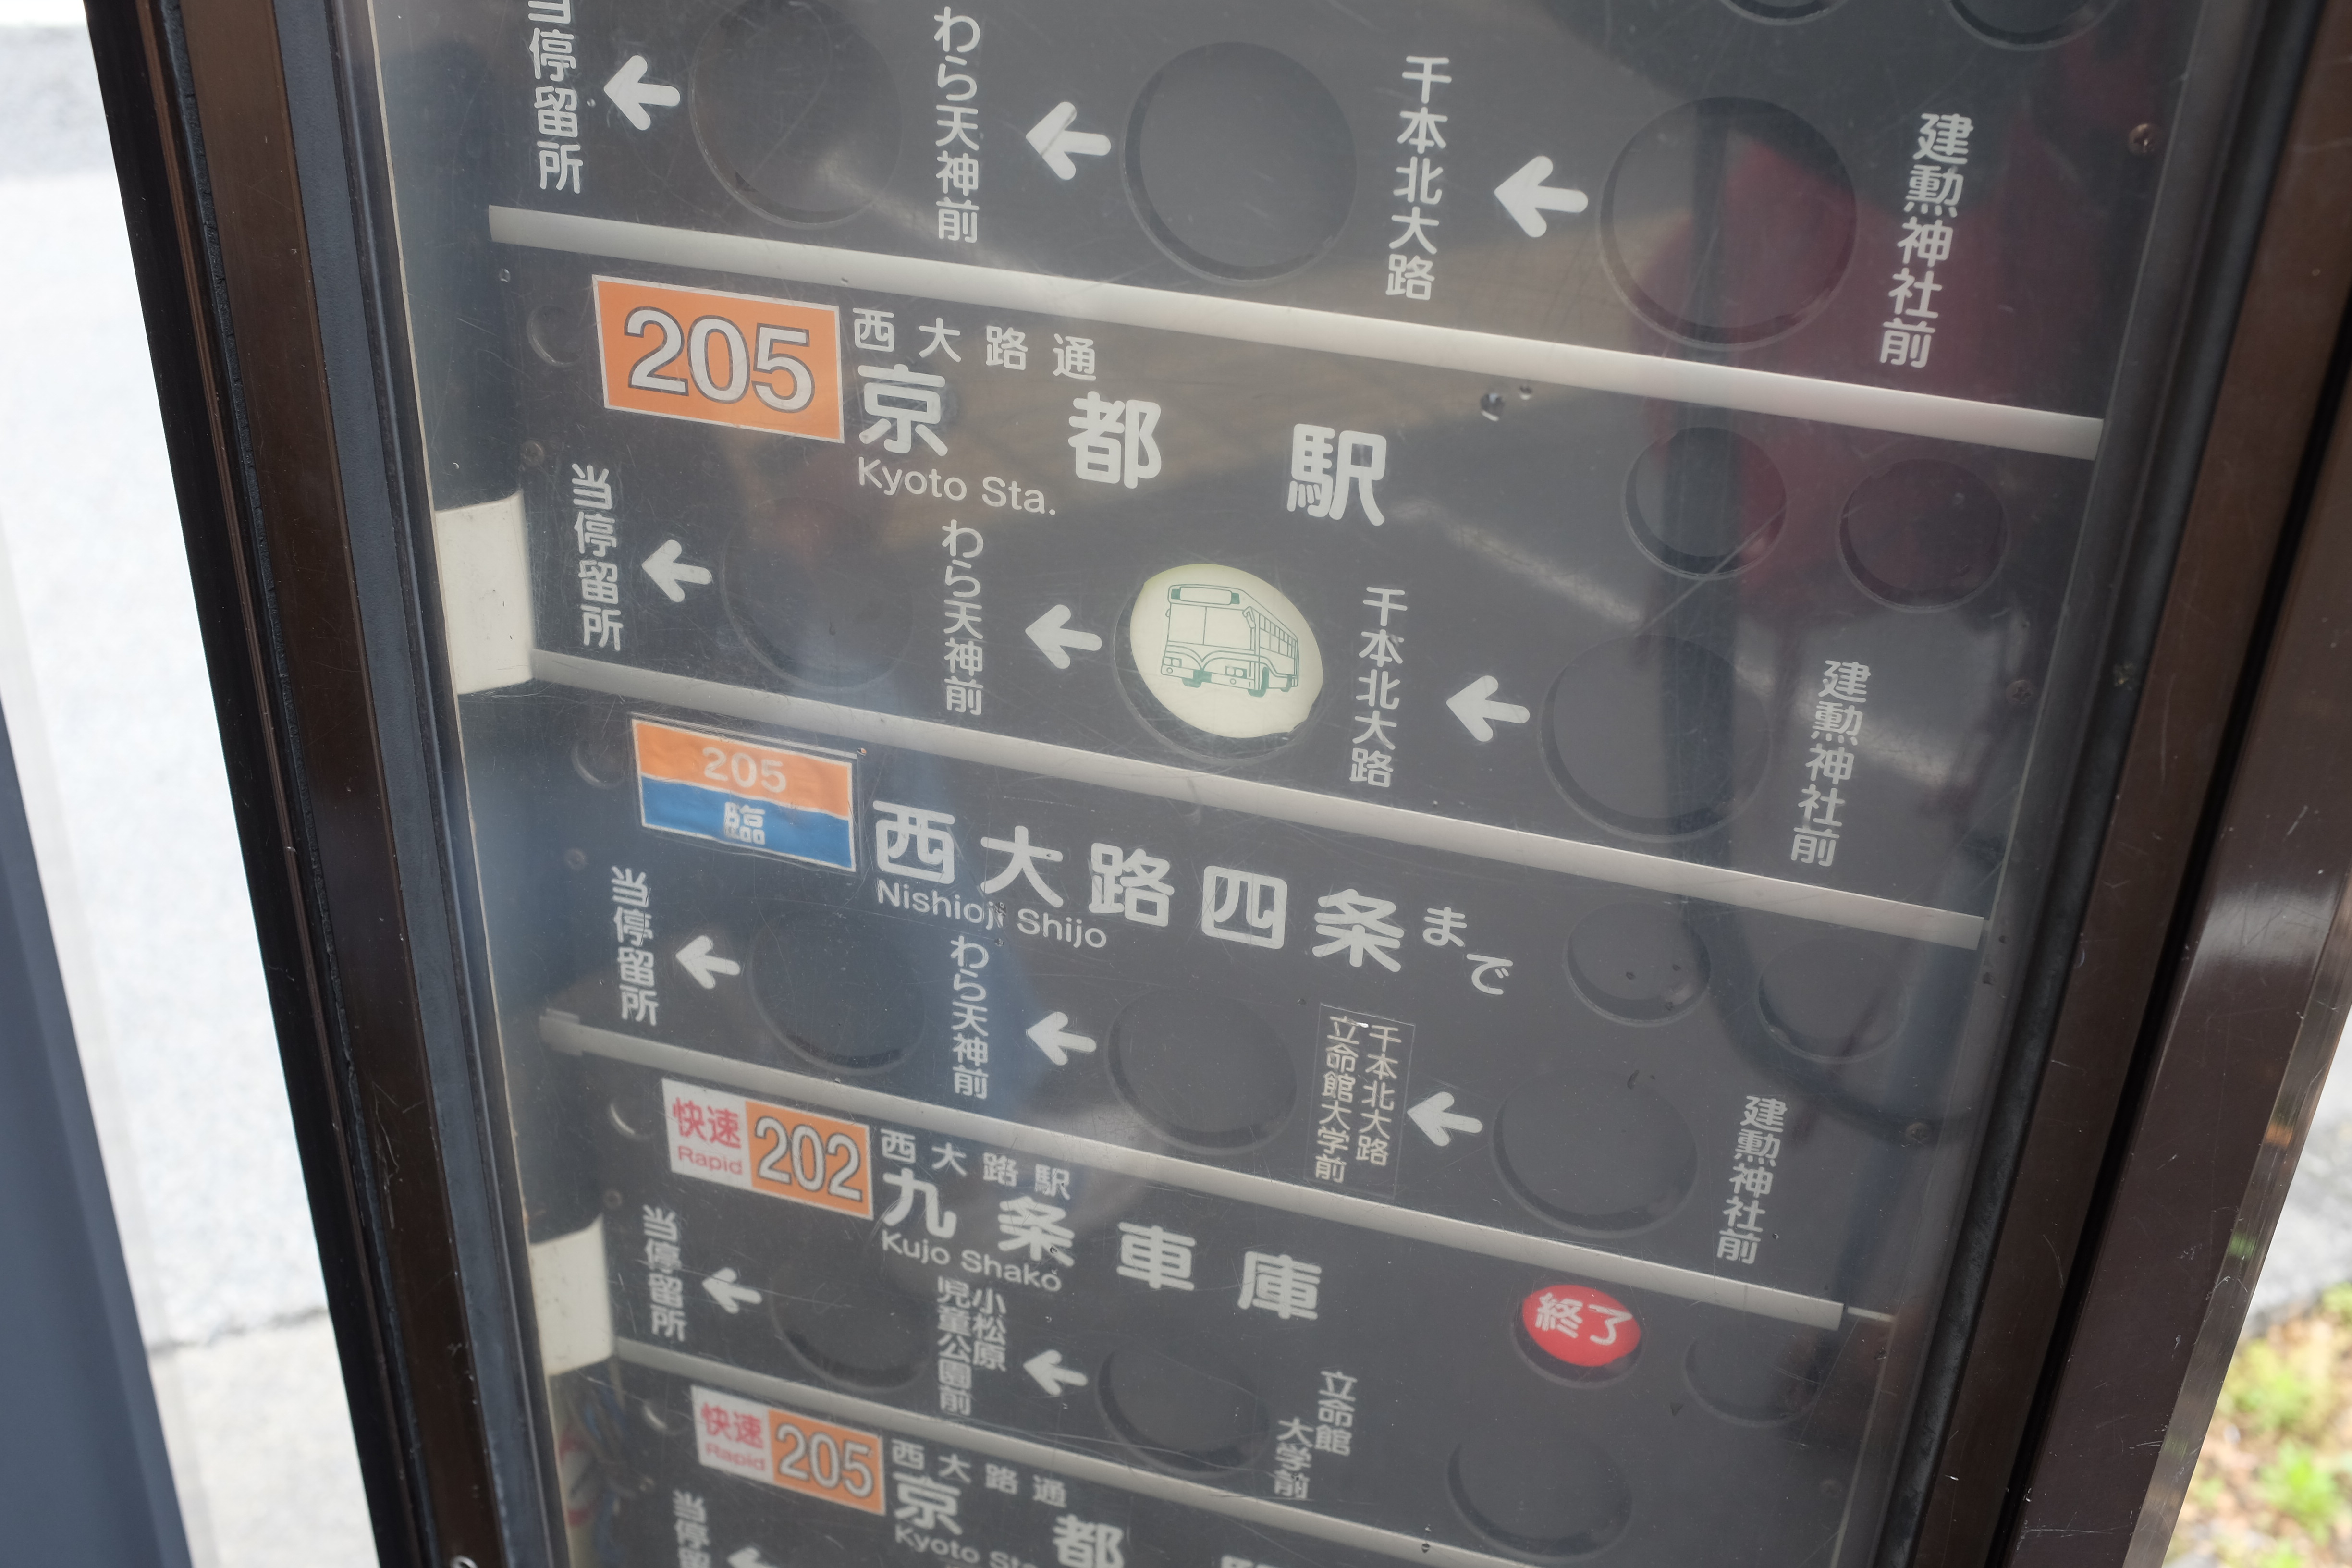 当停留所
わら天神前
千本北大路
建勲神社前
205
西大路通
京都駅
Kyoto Sta.
当停留所
わら天神前
千本北大路
建勲神社前
205
臨
西大路四条まで
Nishioji Shijo
当停留所
わら天神前
千本北大路
立命館大学前
建勲神社前
快速
Rapid
202
西大路駅
九条車庫
Kujo Shako
終了
当停留所
小松原
児童公園前
立命館
大学前
快速
Rapid
205
西大路通
京都
Kyoto Sta
当停留